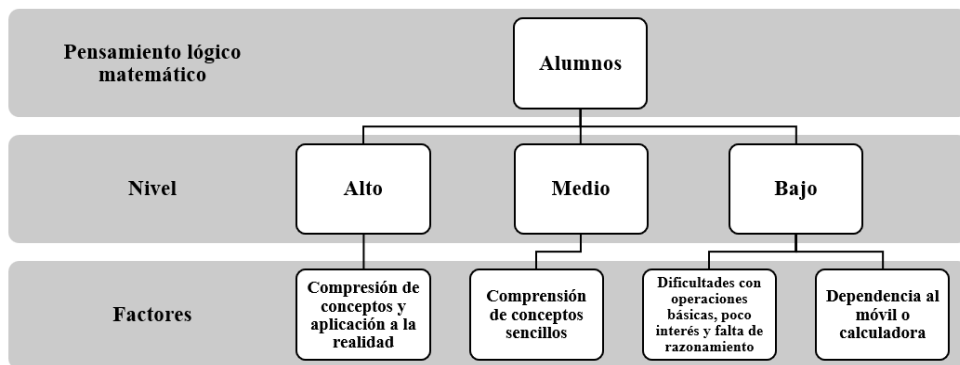 Pensamiento lógico
matemático
Alumnos
Nivel
Alto
Medio
Bajo
Factores
Compresión de
conceptos y
aplicación a la
realidad
Comprensión
de conceptos
sencillos
Dificultades con
operaciones
básicas, poco
interés y falta de
razonamiento
Dependencia al
móvil o
calculadora